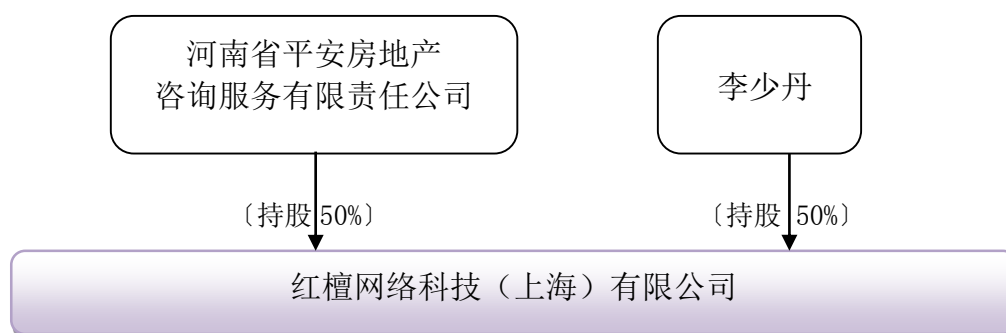 河南省平安房地产
咨询服务有限责任公司
李少丹
〔持股 50%〕
〔持股 50%〕
红檀网络科技（上海）有限公司